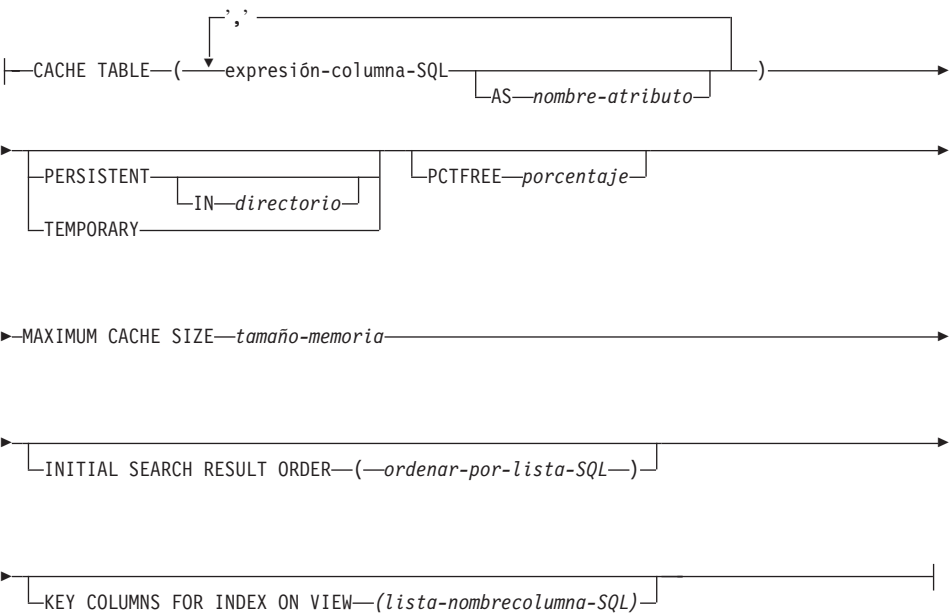 ','
CACHE TABLE ( expresión-columna-SQL )
AS nombre-atributo
PERSISTENT PCTFREE porcentaje
IN directorio
TEMPORARY
MAXIMUM CACHE SIZE tamaño-memoria
INITIAL SEARCH RESULT ORDER ( ordenar-por-lista-SQL )
KEY COLUMNS FOR INDEX ON VIEW (lista-nombrecolumna-SQL)